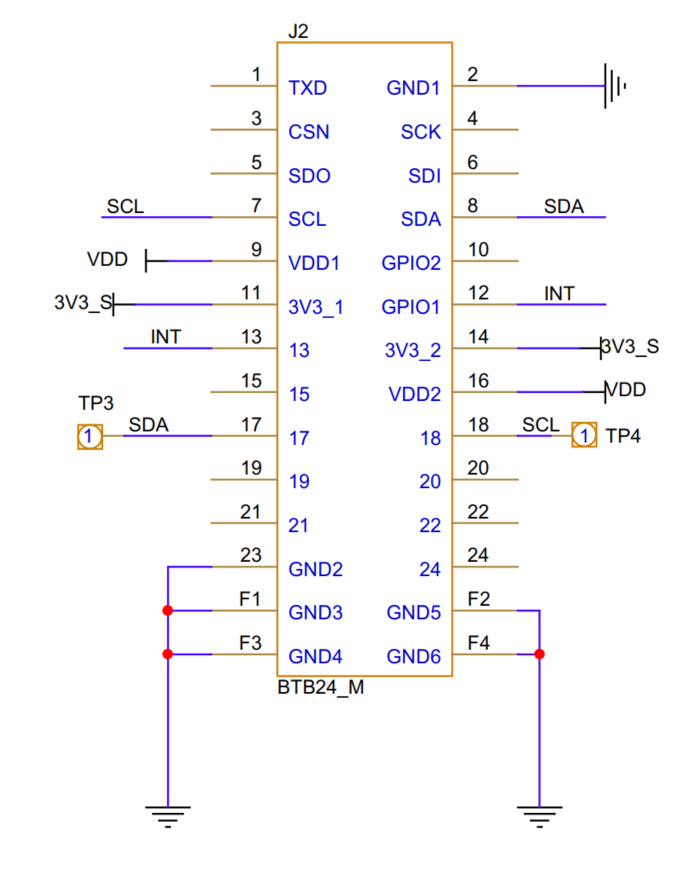 J2
1 TXD GND1 2
3 CSN SCK 4
5 SDO SDI 6
SCL 7 SCL SDA 8 SDA
VDD 9 VDD1 GPIO2 10
3V3_S 11 3V3_1 GPIO1 12 INT
INT 13 13 3V3_2 14 3V3_S
15 15 VDD2 16 VDD
TP3
1 SDA 17 17 18 18 SCL 1 TP4
19 19 20 20
21 21 22 22
23 GND2 24 24
F1 GND3 GND5 F2
F3 GND4 GND6 F4
BTB24_M